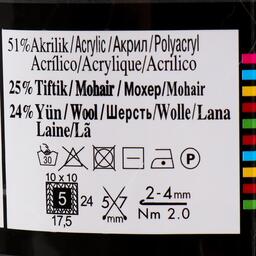 51%Akrilik/Acrylic/Акрил/Polyacryl
Acrílico/Acrylique/Acrilico
25% Tiftik/Mohair/Мохер/Mohair
24% Yün/Wool/Шерсть/Wolle/Lana
Laine/Lã
30 P
10 x 10
5 24 5 7 mm 2-4mm
17,5 Nm 2.0